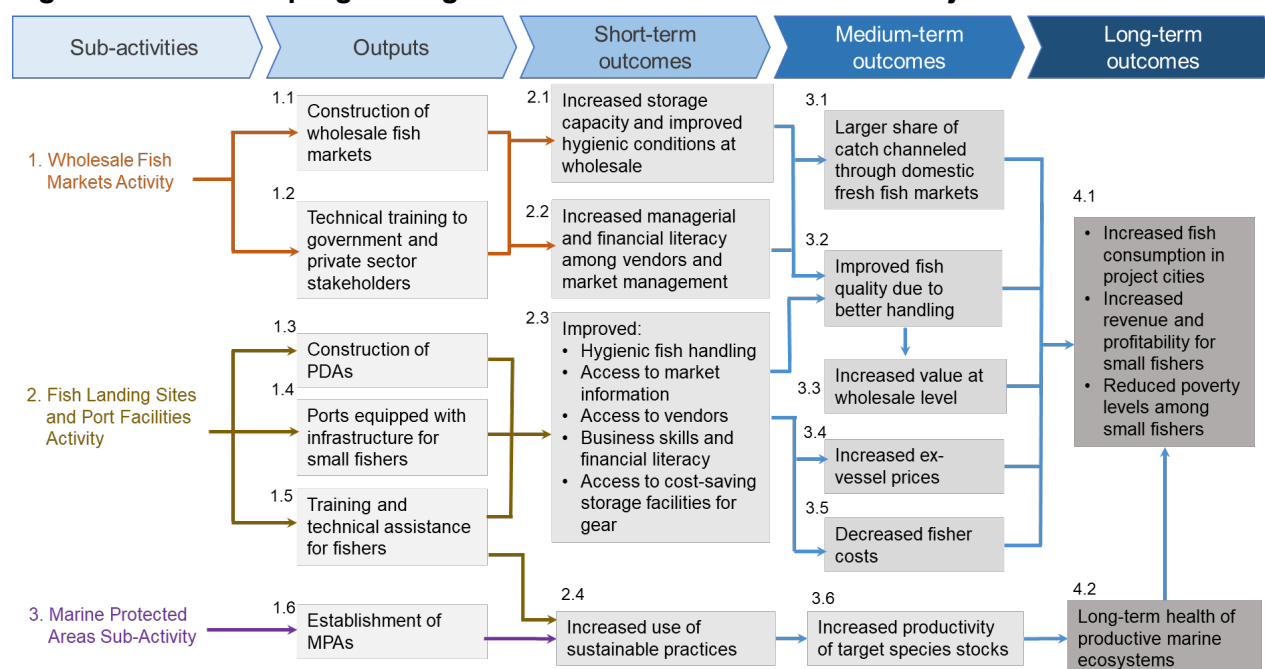 Sub-activities
Outputs
Short-term
outcomes
Medium-term
outcomes
Long-term
outcomes
1. Wholesale Fish
Markets Activity
1.1
Construction of
wholesale fish
markets
1.2
Technical training to
government and
private sector
stakeholders
2.1
Increased storage
capacity and improved
hygienic conditions at
wholesale
2.2
Increased managerial
and financial literacy
among vendors and
market management
3.1
Larger share of
catch channeled
through domestic
fresh fish markets
3.2
Improved fish
quality due to
better handling
4.1
• Increased fish
consumption in
project cities
• Increased
revenue and
profitability for
small fishers
• Reduced poverty
levels among
small fishers
2. Fish Landing Sites
and Port Facilities
Activity
1.3
Construction of
PDAs
1.4
Ports equipped with
infrastructure for
small fishers
1.5
Training and
technical assistance
for fishers
2.3
Improved:
• Hygienic fish handling
• Access to market
information
• Access to vendors
• Business skills and
financial literacy
• Access to cost-saving
storage facilities for
gear
3.3
Increased value at
wholesale level
3.4
Increased ex-
vessel prices
3.5
Decreased fisher
costs
3. Marine Protected
Areas Sub-Activity
1.6
Establishment of
MPAs
2.4
Increased use of
sustainable practices
3.6
Increased productivity
of target species stocks
4.2
Long-term health of
productive marine
ecosystems